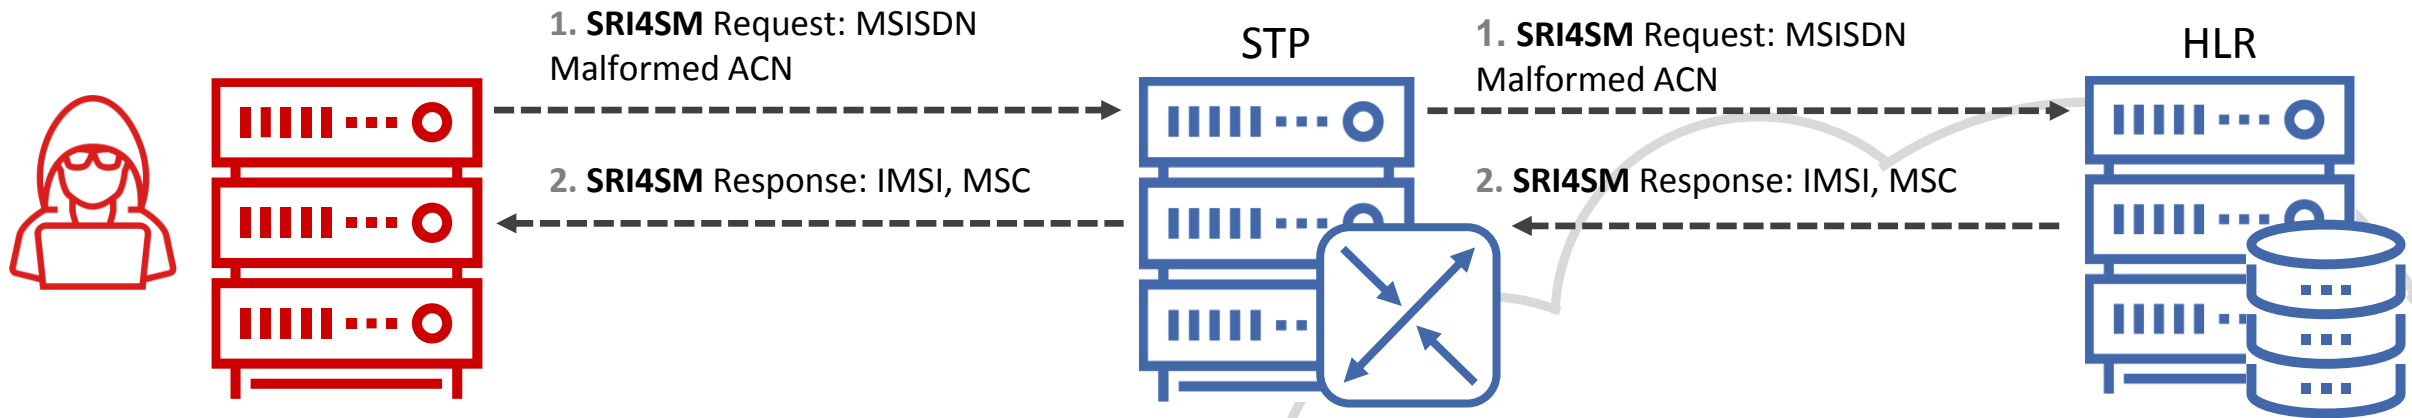 1. SRI4SM Request: MSISDN
Malformed ACN
STP
1. SRI4SM Request: MSISDN
Malformed ACN
HLR
2. SRI4SM Response: IMSI, MSC
2. SRI4SM Response: IMSI, MSC